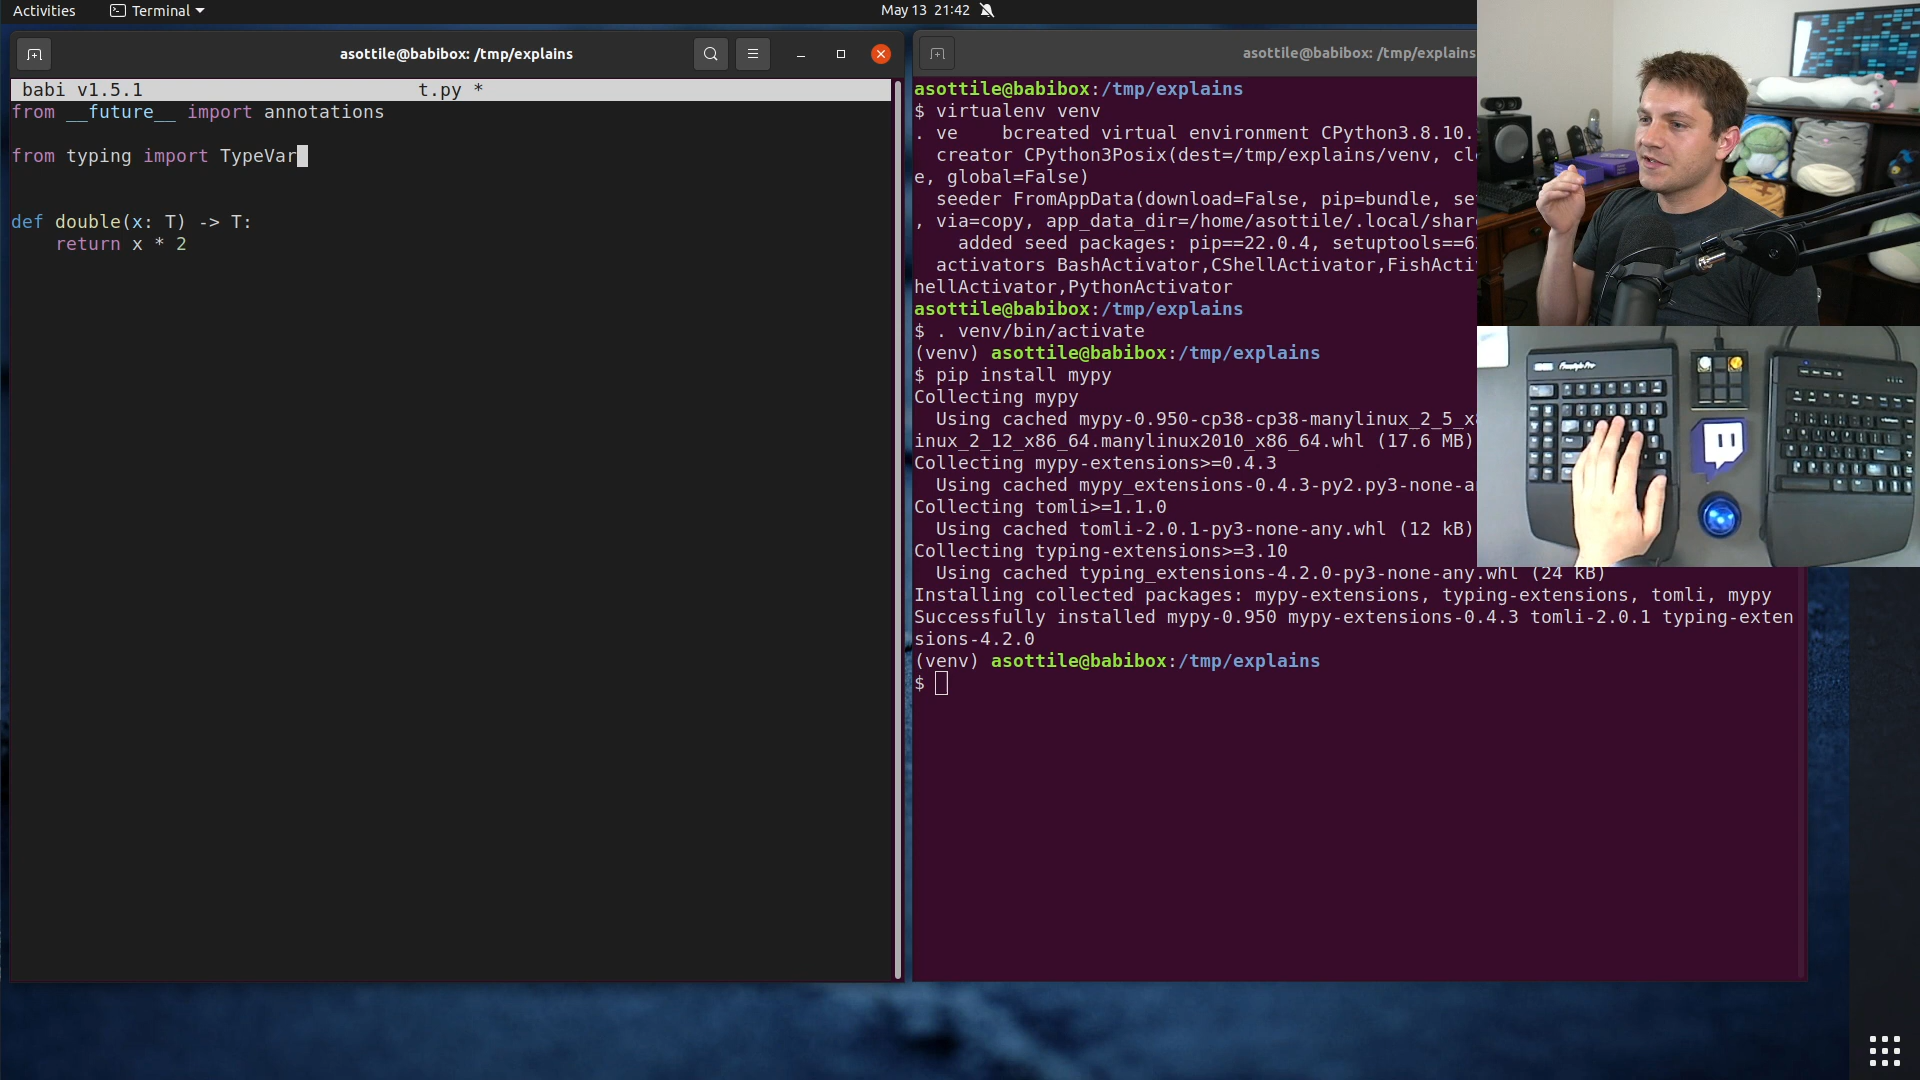 Activities
Terminal
May 13 21:42
asottile@babibox: /tmp/explains
babi v1.5.1 t.py *
from __future__ import annotations
from typing import TypeVar
def double(x: T) -> T:
return x * 2
asottile@babibox: /tmp/explains
asottile@babibox:/tmp/explains
$ virtualenv venv
. ve bcreated virtual environment CPython3.8.10.
creator CPython3Posix(dest=/tmp/explains/venv, cl
e, global=False)
seeder FromAppData(download=False, pip=bundle, se
, via=copy, app_data_dir=/home/asottile/.local/shar
added seed packages: pip==22.0.4, setuptools==6
activators BashActivator,CShellActivator,FishActi
hellActivator,PythonActivator
asottile@babibox:/tmp/explains
$ . venv/bin/activate
(venv) asottile@babibox:/tmp/explains
$ pip install mypy
Collecting mypy
Using cached mypy-0.950-cp38-cp38-manylinux_2_5_x
inux_2_12_x86_64.manylinux2010_x86_64.whl (17.6 MB)
Collecting mypy-extensions>=0.4.3
Using cached mypy_extensions-0.4.3-py2.py3-none-a
Collecting tomli>=1.1.0
Using cached tomli-2.0.1-py3-none-any.whl (12 kB)
Collecting typing-extensions>=3.10
Using cached typing_extensions-4.2.0-py3-none-any.whl (24 kB)
Installing collected packages: mypy-extensions, typing-extensions, tomli, mypy
Successfully installed mypy-0.950 mypy-extensions-0.4.3 tomli-2.0.1 typing-exten
sions-4.2.0
(venv) asottile@babibox:/tmp/explains
$
Freestyle Pro